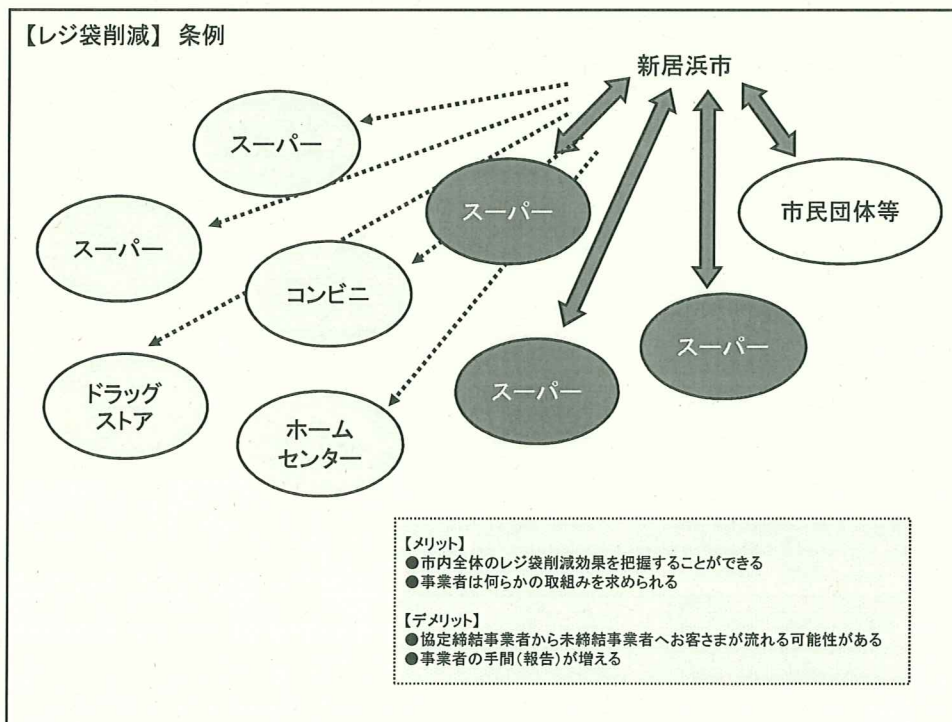 【レジ袋削減】 条例
新居浜市
スーパー
スーパー
スーパー
市民団体等
コンビニ
スーパー
スーパー
ドラッグ
ストア
ホーム
センター
【メリット】
●市内全体のレジ袋削減効果を把握することができる
●事業者は何らかの取組みを求められる
【デメリット】
●協定締結事業者から未締結事業者へお客さまが流れる可能性がある
●事業者の手間(報告)が増える